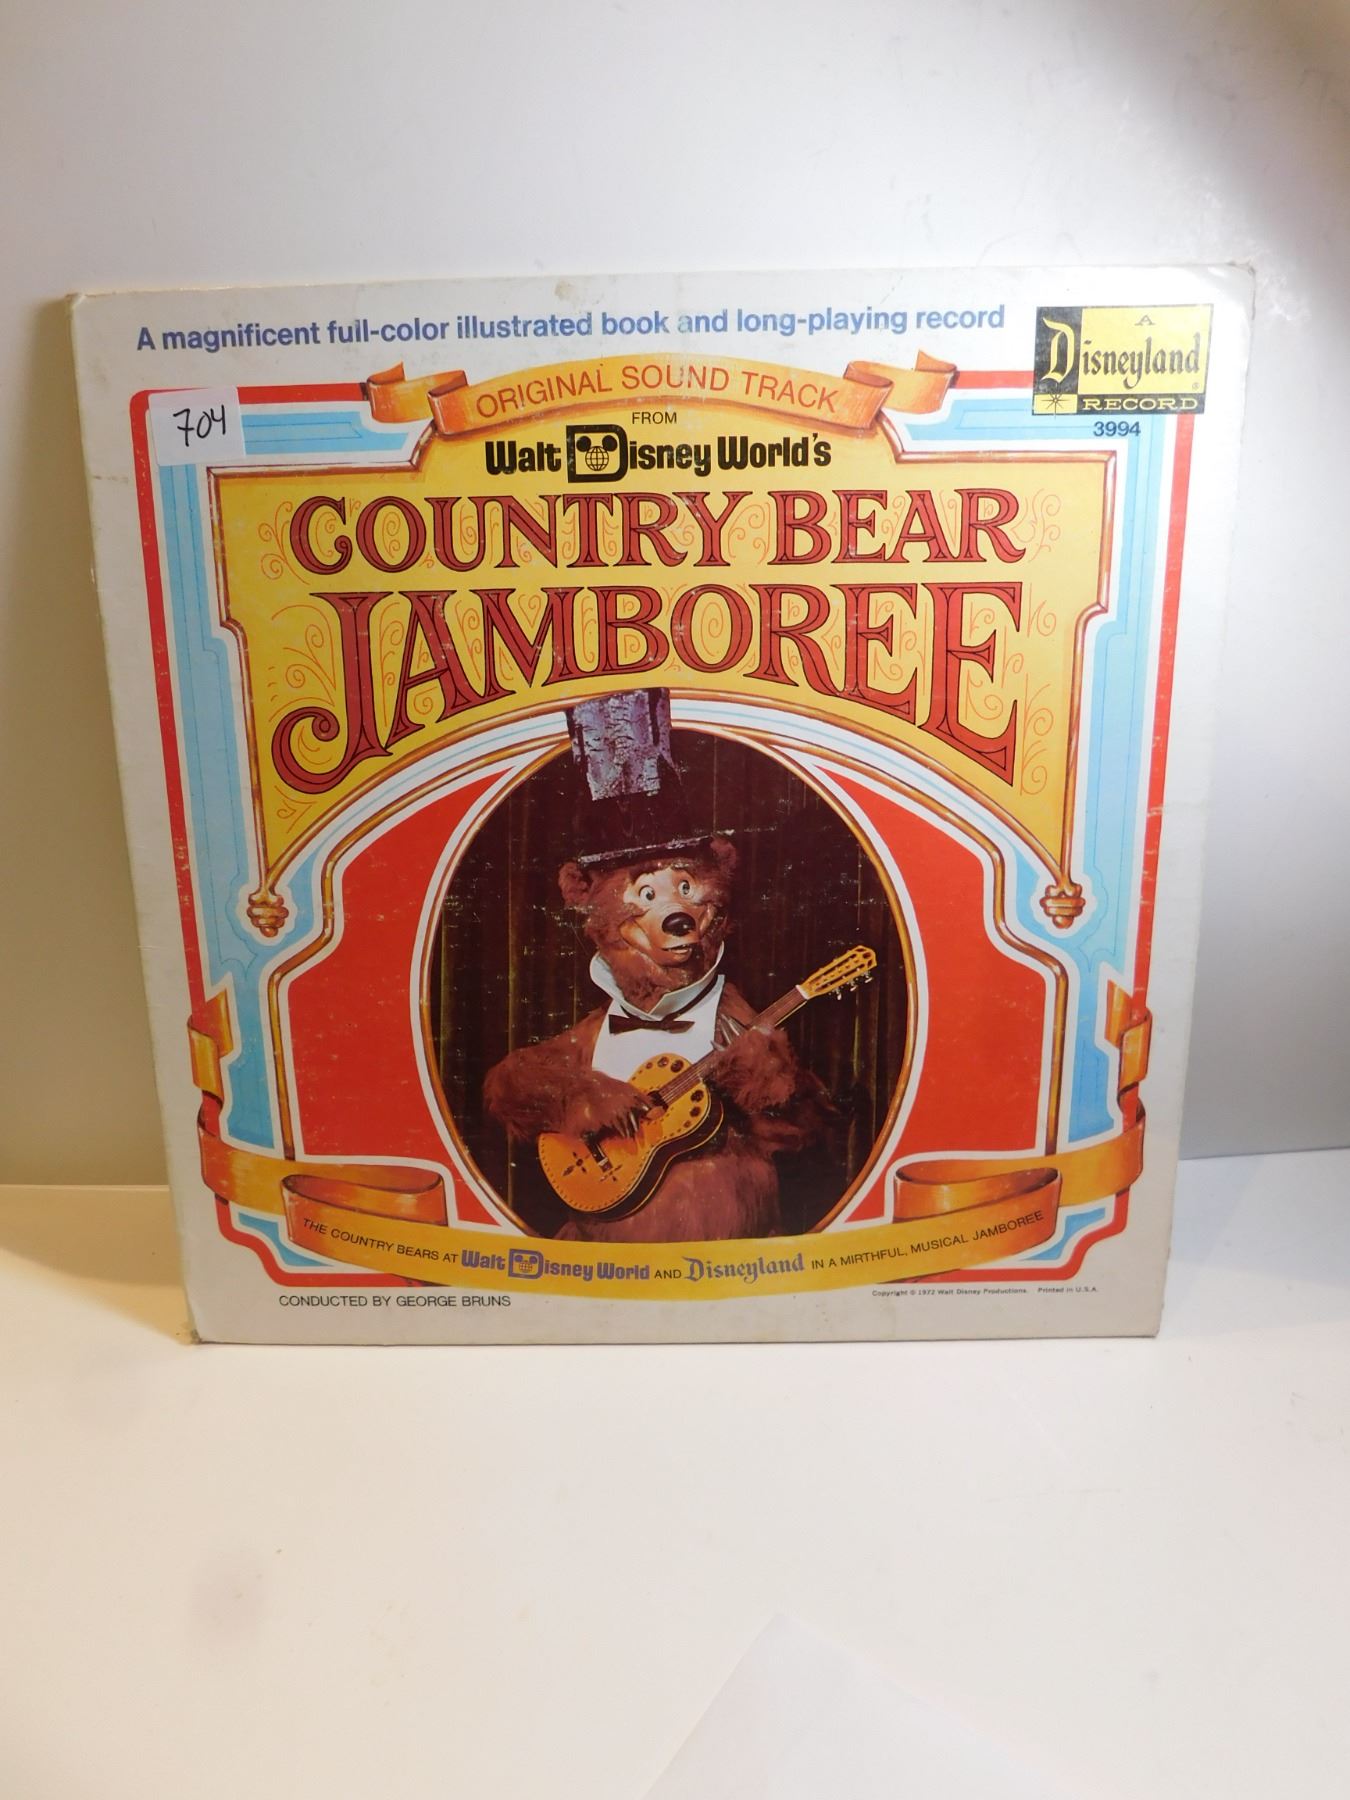 A magnificent full-color illustrated book and long-playing record
A
Disneyland
®
RECORD
3994
704
ORIGINAL SOUND TRACK
FROM
Walt Disney World's
COUNTRY BEAR
JAMBOREE
THE COUNTRY BEARS AT Walt Disney World AND Disneyland IN A MIRTHFUL, MUSICAL JAMBOREE
CONDUCTED BY GEORGE BRUNS
Copyright © 1972 Walt Disney Productions. Printed in U.S.A.